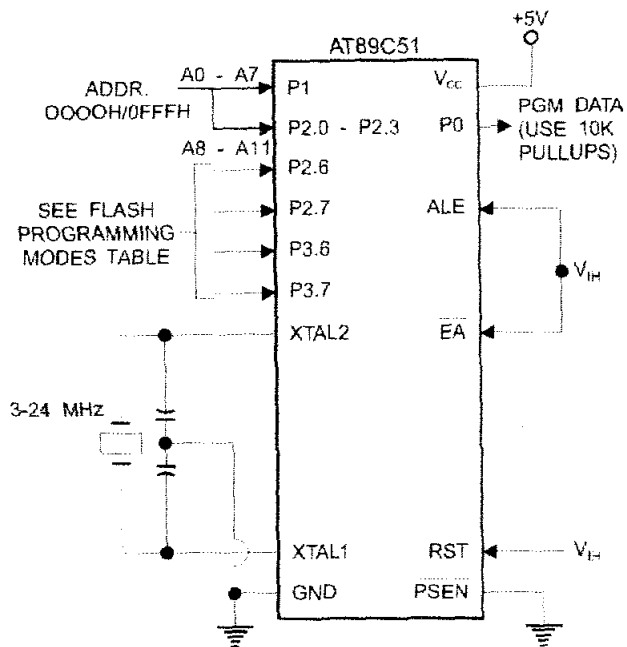 +5V
AT89C51
A0 - A7
ADDR.
OOOOH/0FFFH
P1
VCC
P2.0 - P2.3
P0
PGM DATA
(USE 10K
PULLUPS)
A8 - A11
P2.6
SEE FLASH
PROGRAMMING
MODES TABLE
P2.7
ALE
P3.6
VIH
P3.7
XTAL2
EA
3-24 MHz
XTAL1
RST
VIH
GND
PSEN